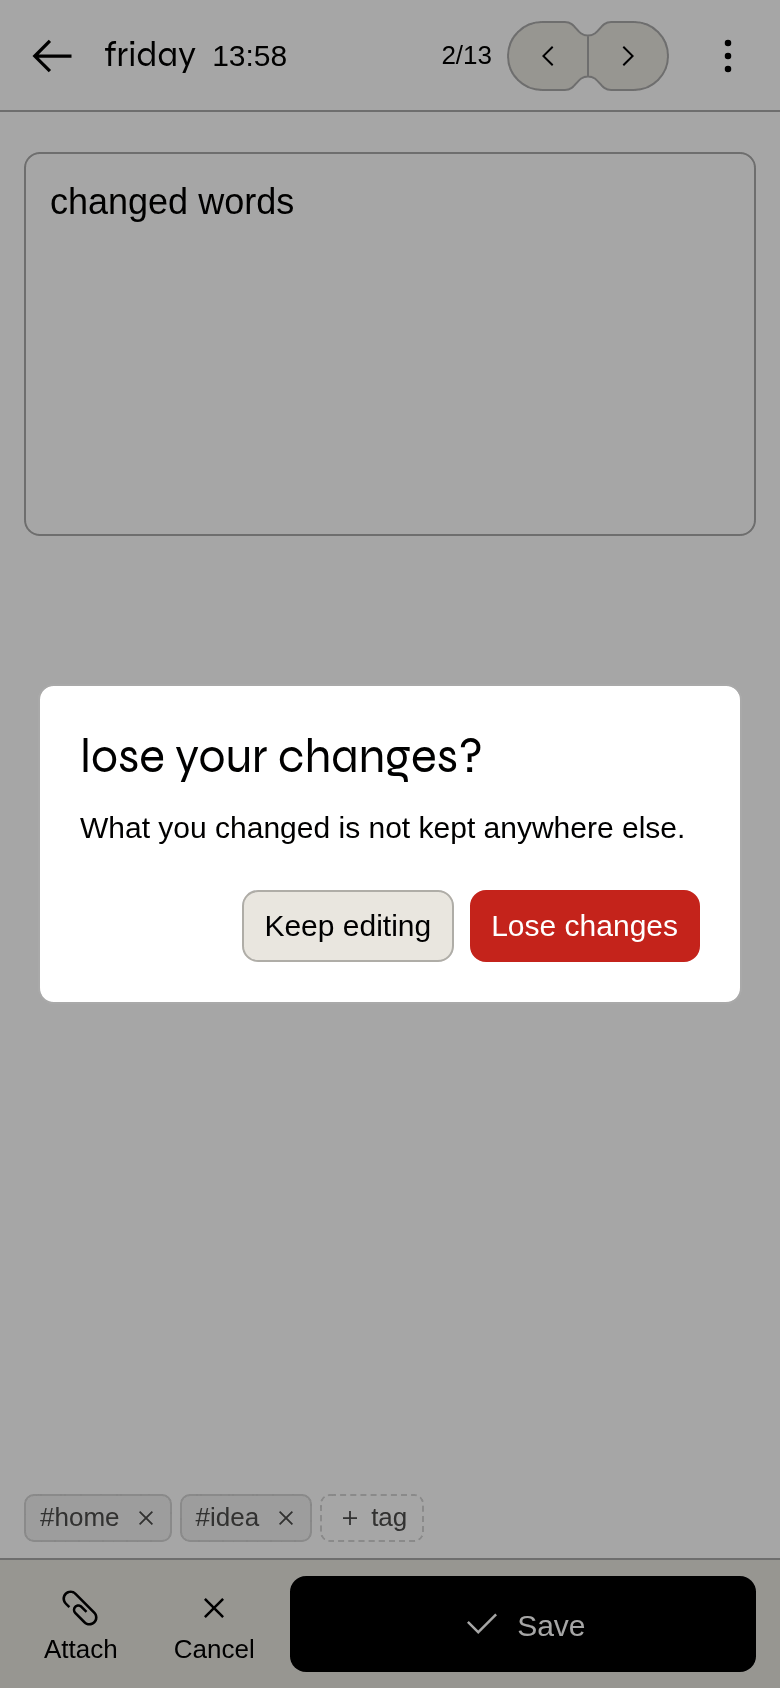 friday 13:58 2/13
changed words
lose your changes?
What you changed is not kept anywhere else.
Keep editing Lose changes
#home #idea + tag
Attach Cancel Save